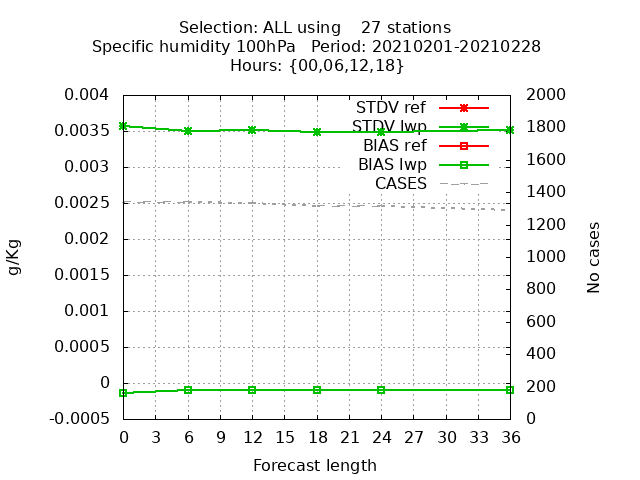 Selection: ALL using    27 stations
Specific humidity 100hPa   Period: 20210201-20210228
Hours: {00,06,12,18}
STDV ref
STDV lwp
BIAS ref
BIAS lwp
CASES
g/Kg
0.004
0.0035
0.003
0.0025
0.002
0.0015
0.001
0.0005
0
-0.0005
No cases
2000
1800
1600
1400
1200
1000
800
600
400
200
0
0 3 6 9 12 15 18 21 24 27 30 33 36
Forecast length